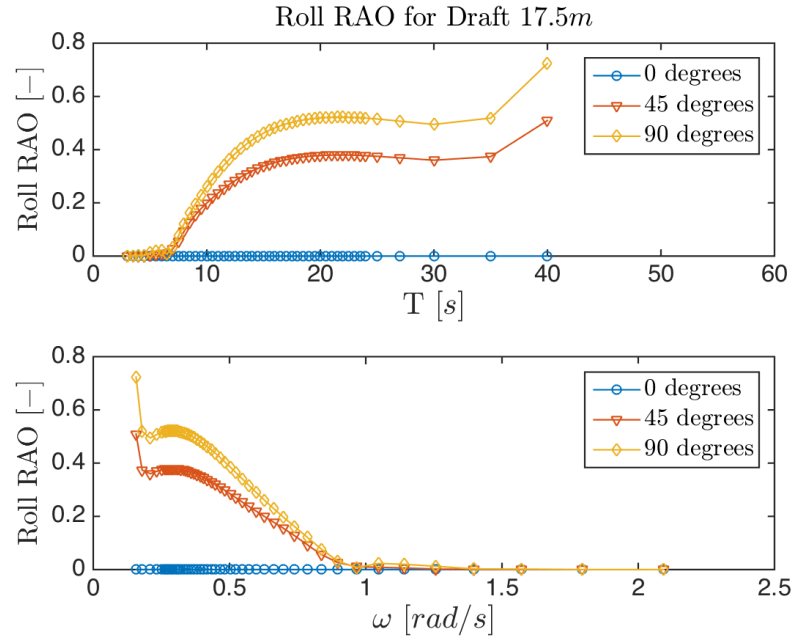 Roll RAO for Draft 17.5m
0.8
0.6
0.4
0.2
0
Roll RAO [−]
0 degrees
45 degrees
90 degrees
0 10 20 30 40 50 60
T [s]
0.8
0.6
0.4
0.2
0
Roll RAO [−]
0 degrees
45 degrees
90 degrees
0 0.5 1 1.5 2 2.5
ω [rad/s]